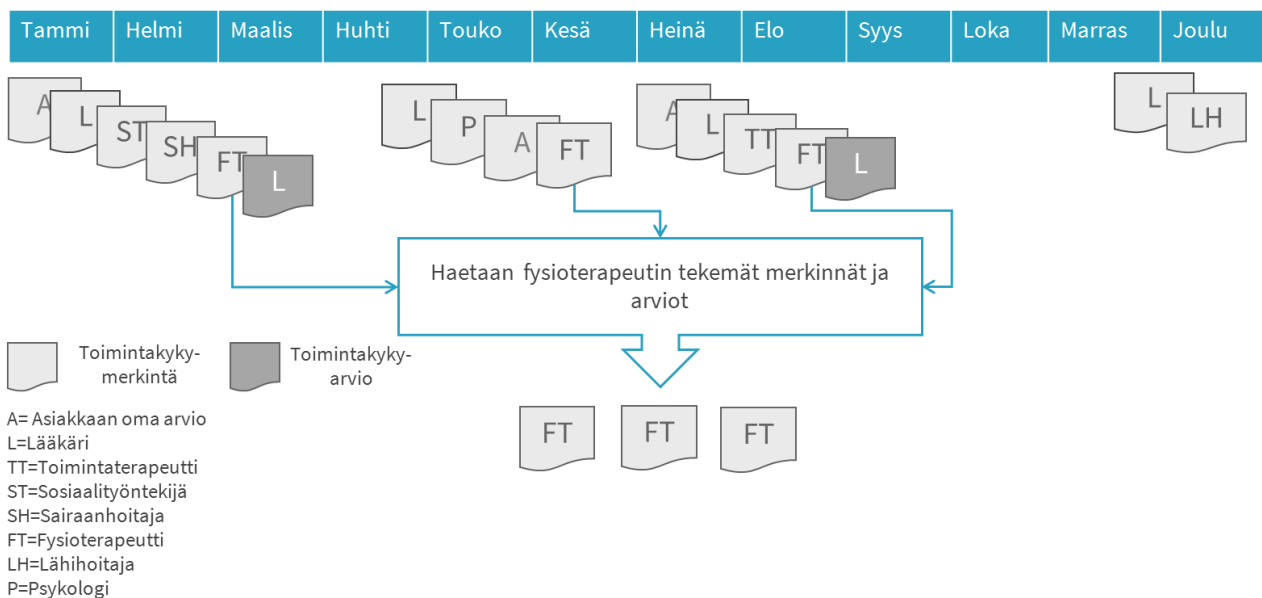 Tammi Helmi Maalis Huhti Touko Kesä Heinä Elo Syys Loka Marras Joulu
A
L
ST
SH
FT
L
L
P
A
FT
A
L
TT
FT
L
L
LH
Haetaan fysioterapeutin tekemät merkinnät ja
arviot
Toimintakyky-
merkintä
Toimintakyky-
arvio
FT FT FT
A= Asiakkaan oma arvio
L=Lääkäri
TT=Toimintaterapeutti
ST=Sosiaalityöntekijä
SH=Sairaanhoitaja
FT=Fysioterapeutti
LH=Lähihoitaja
P=Psykologi